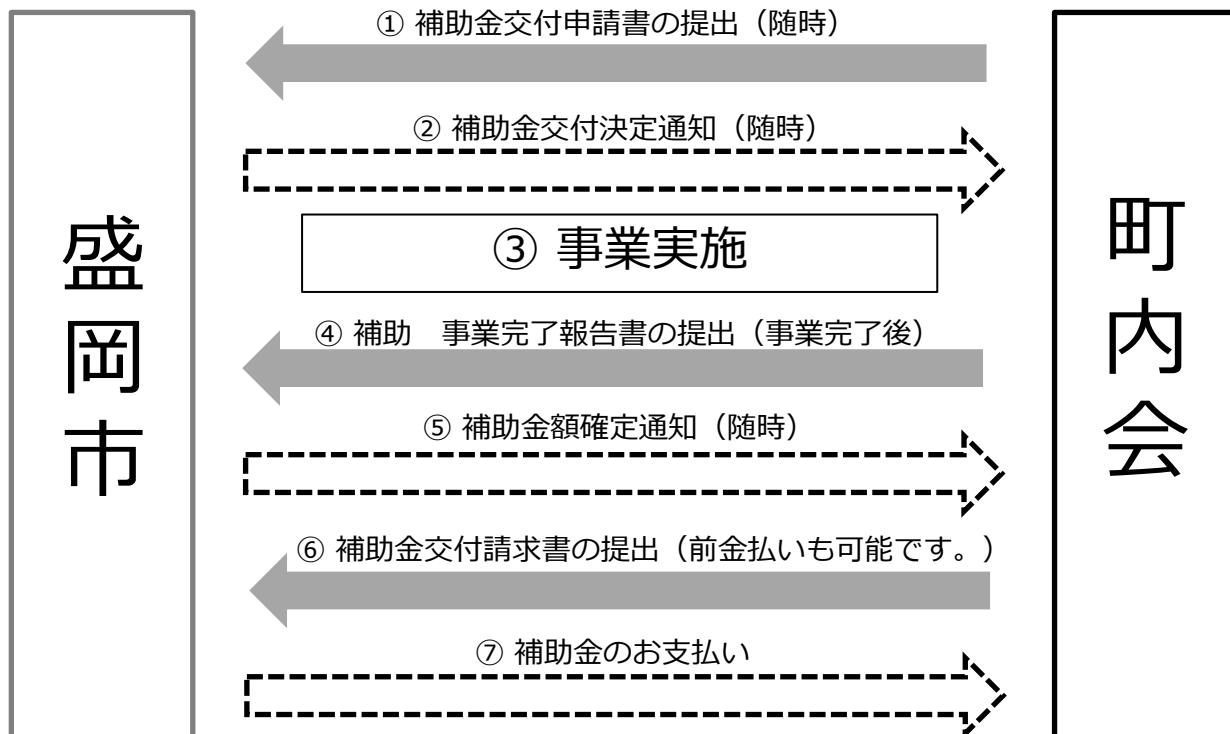 ① 補助金交付申請書の提出（随時）
② 補助金交付決定通知（随時）
盛岡市
③ 事業実施
町内会
④ 補助　事業完了報告書の提出（事業完了後）
⑤ 補助金額確定通知（随時）
⑥ 補助金交付請求書の提出（前金払いも可能です。）
⑦ 補助金のお支払い